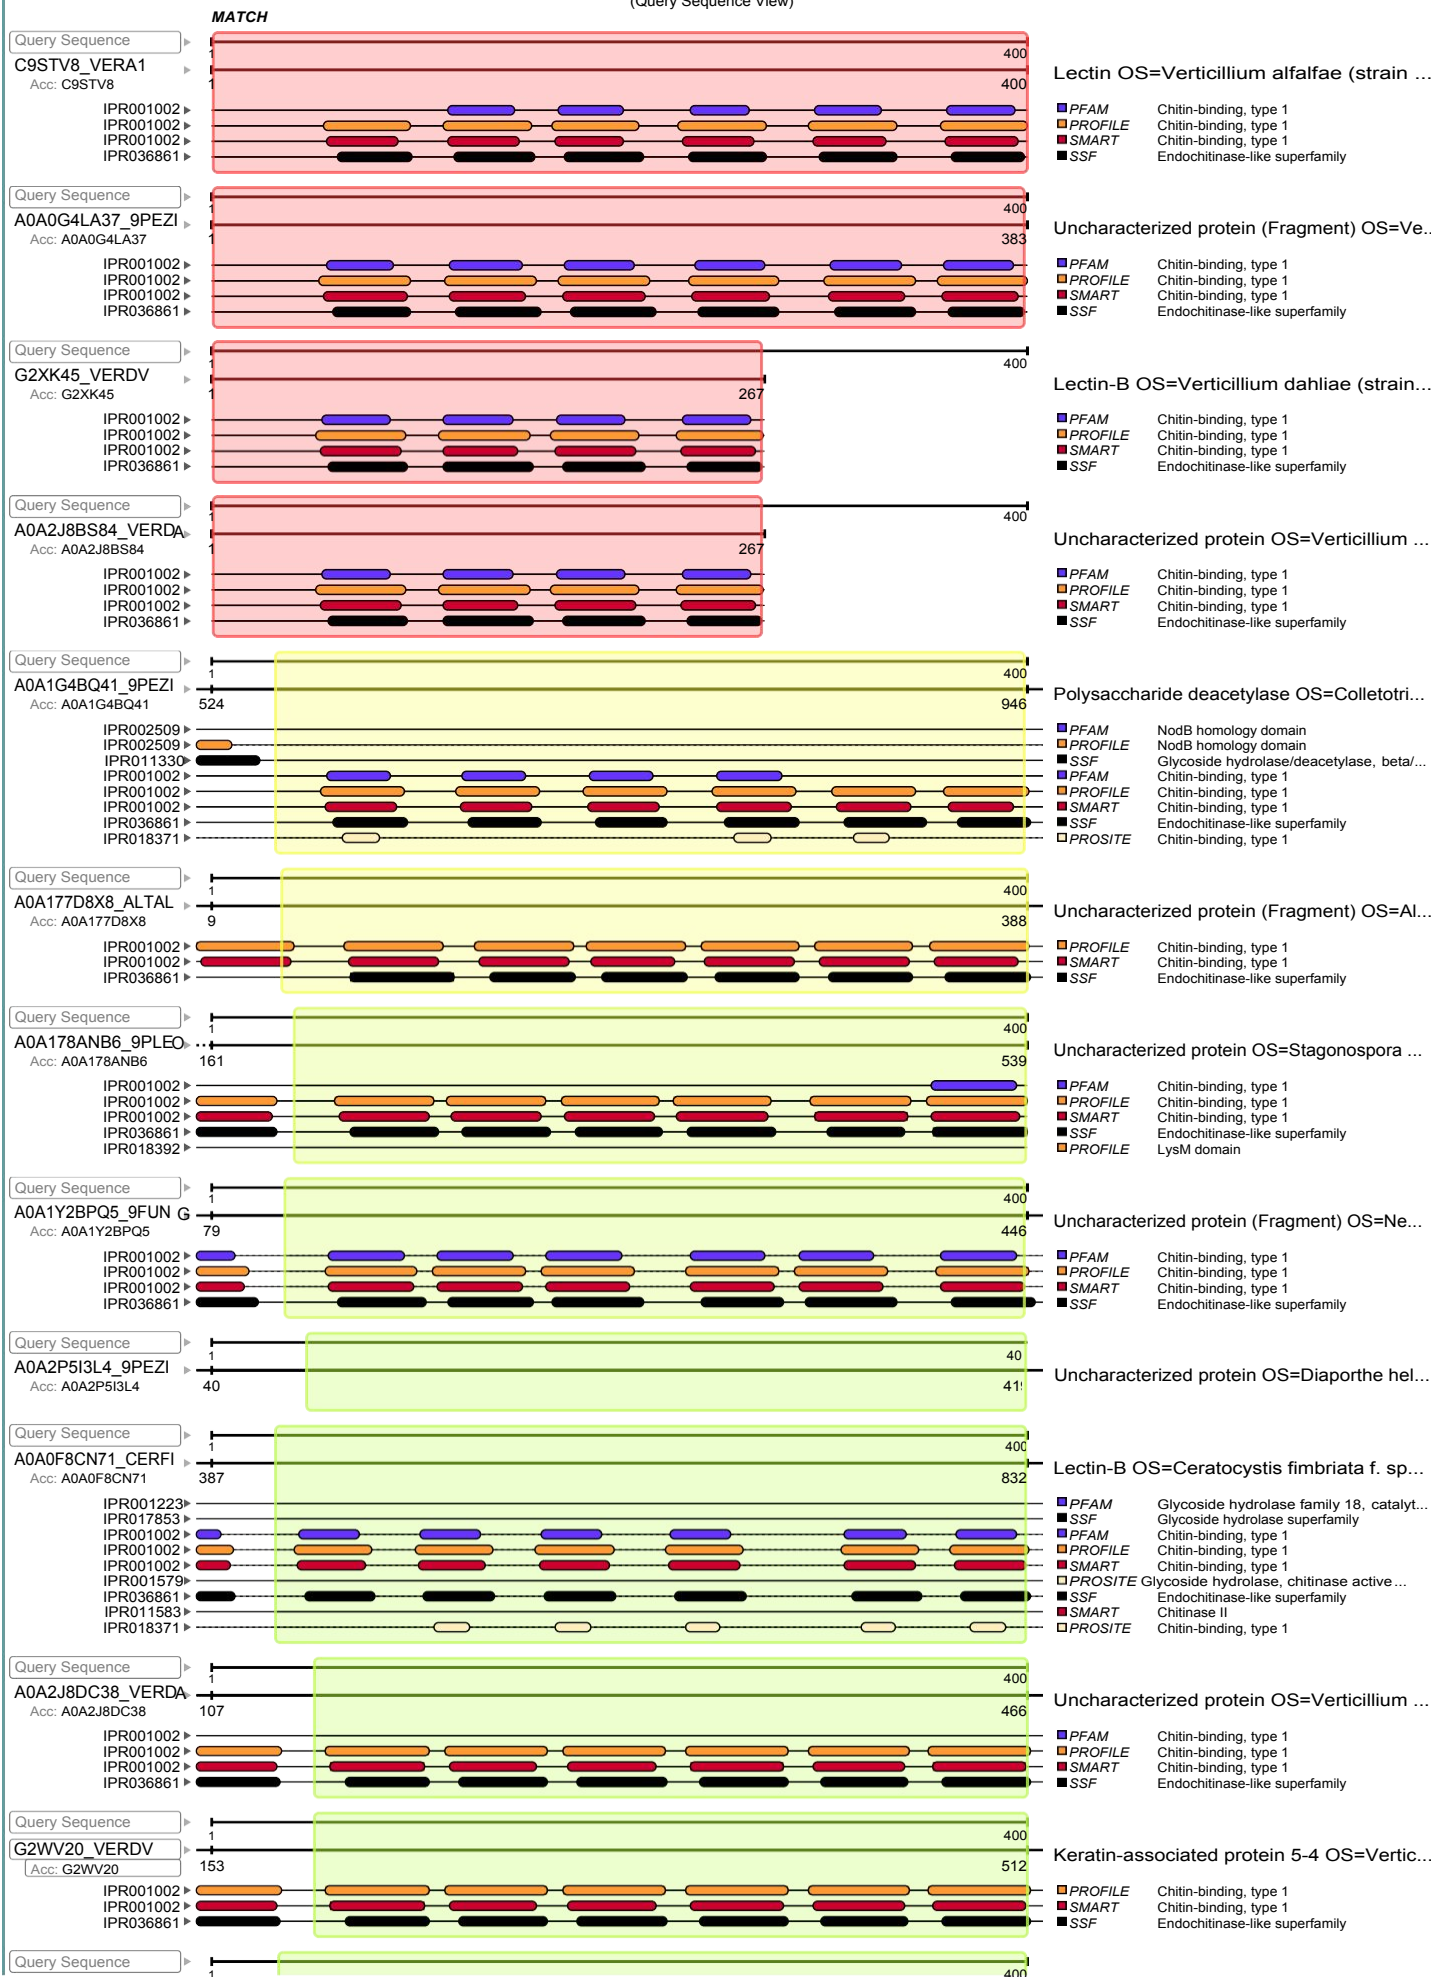 (Query Sequence View)
MATCH
Query Sequence
1 400
C9STV8_VERA1
Acc: C9STV8
1 400
Lectin OS=Verticillium alfalfae (strain ...
IPR001002 PFAM Chitin-binding, type 1
IPR001002 PROFILE Chitin-binding, type 1
IPR001002 SMART Chitin-binding, type 1
IPR036861 SSF Endochitinase-like superfamily
Query Sequence
1 400
A0A0G4LA37_9PEZI
Acc: A0A0G4LA37
1 383
Uncharacterized protein (Fragment) OS=Ve..
IPR001002 PFAM Chitin-binding, type 1
IPR001002 PROFILE Chitin-binding, type 1
IPR001002 SMART Chitin-binding, type 1
IPR036861 SSF Endochitinase-like superfamily
Query Sequence
1 400
G2XK45_VERDV
Acc: G2XK45
1 267
Lectin-B OS=Verticillium dahliae (strain...
IPR001002 PFAM Chitin-binding, type 1
IPR001002 PROFILE Chitin-binding, type 1
IPR001002 SMART Chitin-binding, type 1
IPR036861 SSF Endochitinase-like superfamily
Query Sequence
1 400
A0A2J8BS84_VERDA
Acc: A0A2J8BS84
1 267
Uncharacterized protein OS=Verticillium ...
IPR001002 PFAM Chitin-binding, type 1
IPR001002 PROFILE Chitin-binding, type 1
IPR001002 SMART Chitin-binding, type 1
IPR036861 SSF Endochitinase-like superfamily
Query Sequence
1 400
A0A1G4BQ41_9PEZI
Acc: A0A1G4BQ41
524 946
Polysaccharide deacetylase OS=Colletotri...
IPR002509 PFAM NodB homology domain
IPR002509 PROFILE NodB homology domain
IPR011330 SSF Glycoside hydrolase/deacetylase, beta/...
IPR001002 PFAM Chitin-binding, type 1
IPR001002 PROFILE Chitin-binding, type 1
IPR001002 SMART Chitin-binding, type 1
IPR036861 SSF Endochitinase-like superfamily
IPR018371 PROSITE Chitin-binding, type 1
Query Sequence
1 400
A0A177D8X8_ALTAL
Acc: A0A177D8X8
9 388
Uncharacterized protein (Fragment) OS=Al...
IPR001002 PROFILE Chitin-binding, type 1
IPR001002 SMART Chitin-binding, type 1
IPR036861 SSF Endochitinase-like superfamily
Query Sequence
1 400
A0A178ANB6_9PLEO
Acc: A0A178ANB6
161 539
Uncharacterized protein OS=Stagonospora ...
IPR001002 PFAM Chitin-binding, type 1
IPR001002 PROFILE Chitin-binding, type 1
IPR001002 SMART Chitin-binding, type 1
IPR036861 SSF Endochitinase-like superfamily
IPR018392 PROFILE LysM domain
Query Sequence
1 400
A0A1Y2BPQ5_9FUN G
Acc: A0A1Y2BPQ5
79 446
Uncharacterized protein (Fragment) OS=Ne...
IPR001002 PFAM Chitin-binding, type 1
IPR001002 PROFILE Chitin-binding, type 1
IPR001002 SMART Chitin-binding, type 1
IPR036861 SSF Endochitinase-like superfamily
Query Sequence
1 40
A0A2P5I3L4_9PEZI
Acc: A0A2P5I3L4
40
Uncharacterized protein OS=Diaporthe hel...
Query Sequence
1 400
A0A0F8CN71_CERFI
Acc: A0A0F8CN71
387 832
Lectin-B OS=Ceratocystis fimbriata f. sp...
IPR001223 PFAM Glycoside hydrolase family 18, catalyt...
IPR017853 SSF Glycoside hydrolase superfamily
IPR001002 PFAM Chitin-binding, type 1
IPR001002 PROFILE Chitin-binding, type 1
IPR001002 SMART Chitin-binding, type 1
IPR001579 PROSITE Glycoside hydrolase, chitinase active ...
IPR036861 SSF Endochitinase-like superfamily
IPR011583 SMART Chitinase II
IPR018371 PROSITE Chitin-binding, type 1
Query Sequence
1 400
A0A2J8DC38_VERDA
Acc: A0A2J8DC38
107 466
Uncharacterized protein OS=Verticillium ...
IPR001002 PFAM Chitin-binding, type 1
IPR001002 PROFILE Chitin-binding, type 1
IPR001002 SMART Chitin-binding, type 1
IPR036861 SSF Endochitinase-like superfamily
Query Sequence
1 400
G2WV20_VERDV
Acc: G2WV20
153 512
Keratin-associated protein 5-4 OS=Vertic...
IPR001002 PROFILE Chitin-binding, type 1
IPR001002 SMART Chitin-binding, type 1
IPR036861 SSF Endochitinase-like superfamily
Query Sequence
1 400